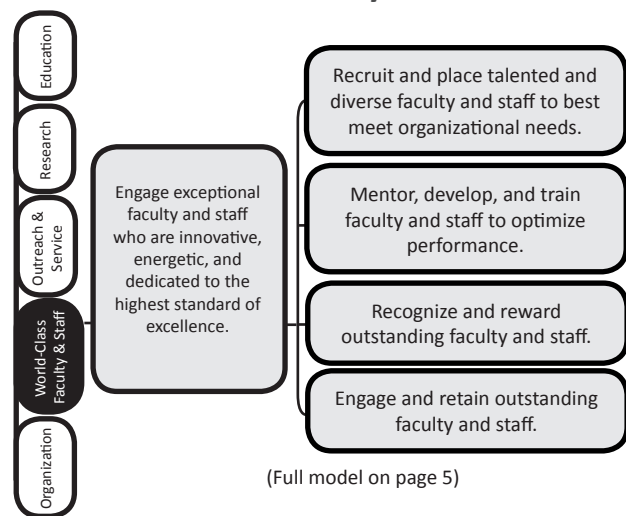 Education
Research
Outreach &
Service
World-Class
Faculty & Staff
Organization
Engage exceptional
faculty and staff
who are innovative,
energetic, and
dedicated to the
highest standard of
excellence.
Recruit and place talented and
diverse faculty and staff to best
meet organizational needs.
Mentor, develop, and train
faculty and staff to optimize
performance.
Recognize and reward
outstanding faculty and staff.
Engage and retain outstanding
faculty and staff.
(Full model on page 5)